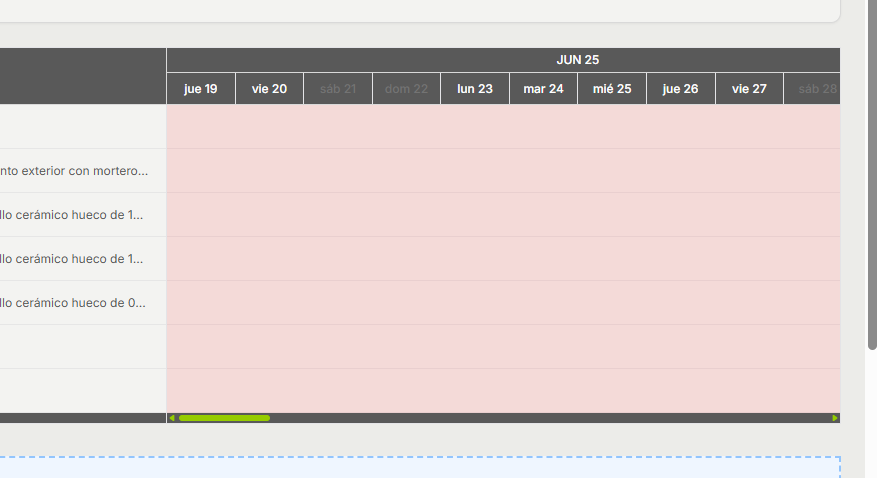 JUN 25
jue 19 vie 20 sáb 21 dom 22 lun 23 mar 24 mié 25 jue 26 vie 27 sáb 28
nto exterior con mortero...
llo cerámico hueco de 1...
llo cerámico hueco de 1...
llo cerámico hueco de 0...